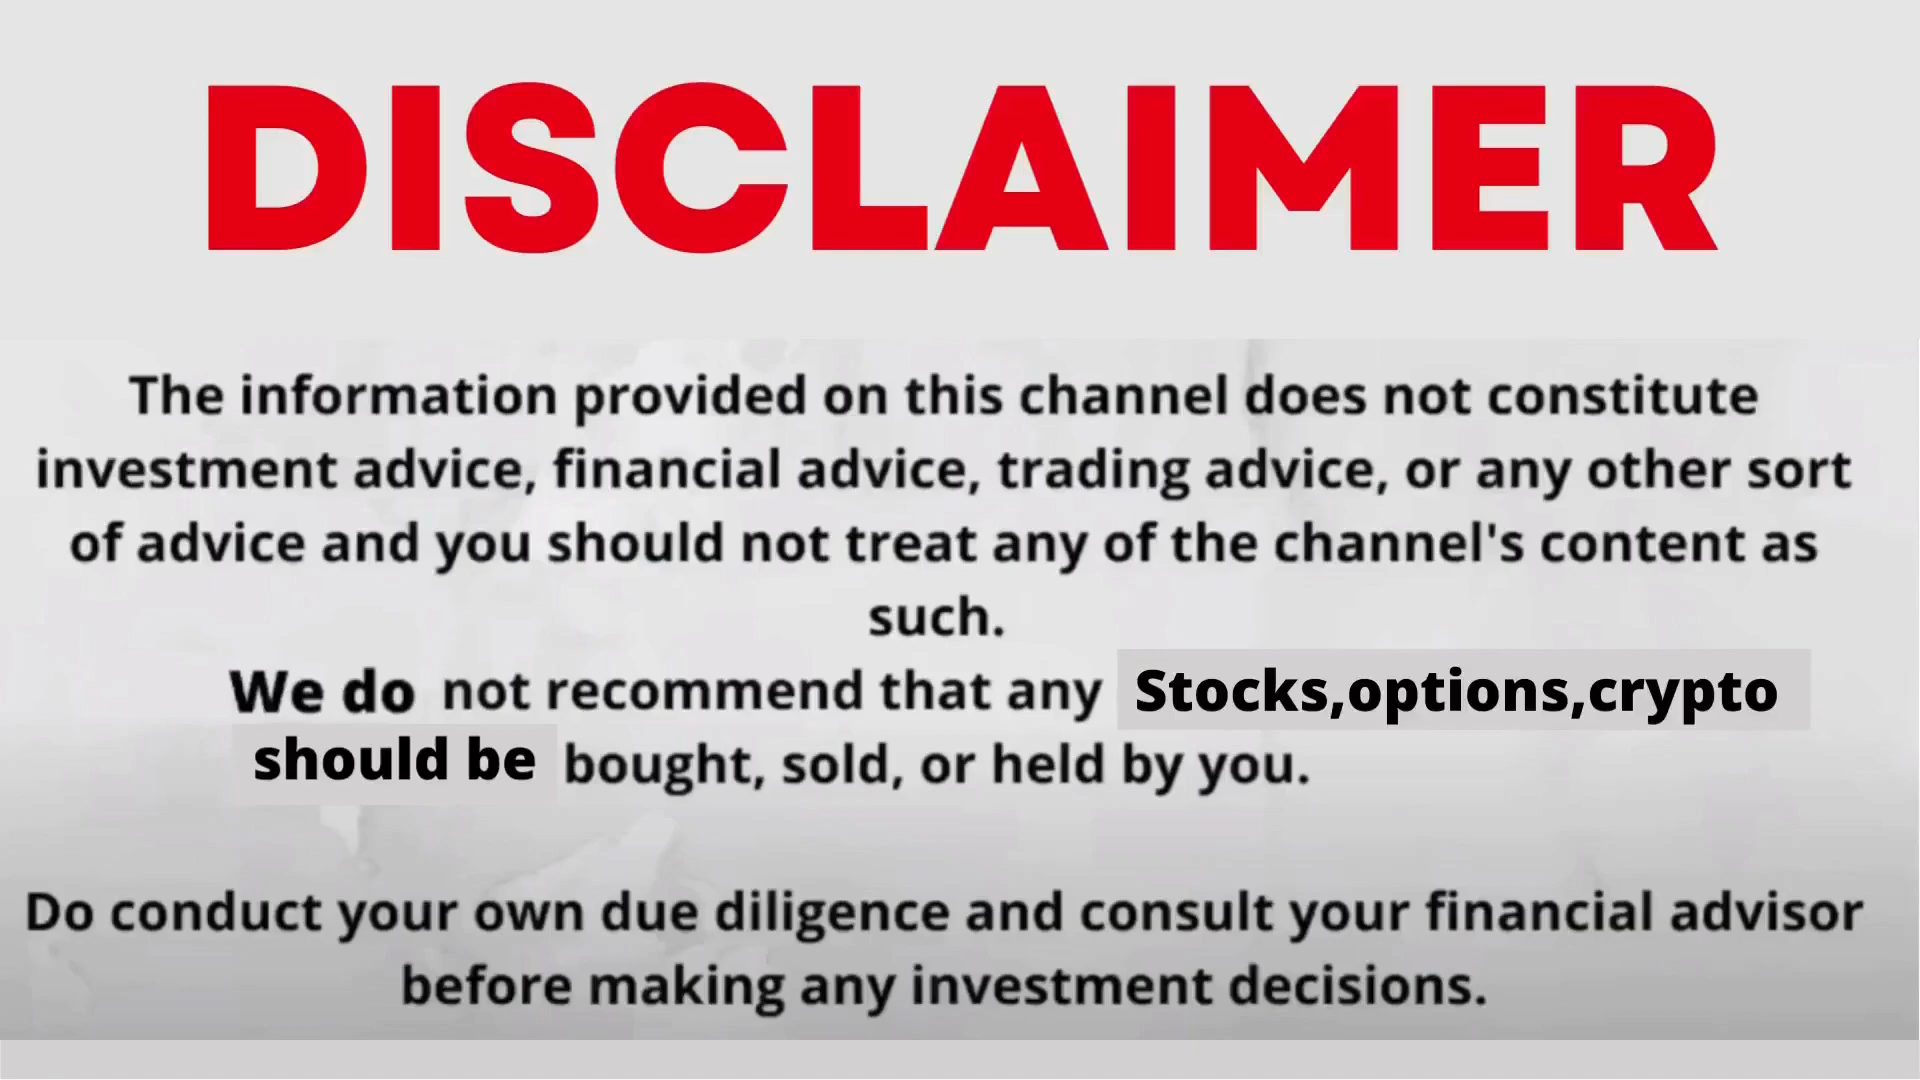 DISCLAIMER
The information provided on this channel does not constitute
investment advice, financial advice, trading advice, or any other sort
of advice and you should not treat any of the channel's content as
such.
We do not recommend that any Stocks,options,crypto
should be bought, sold, or held by you.
Do conduct your own due diligence and consult your financial advisor
before making any investment decisions.